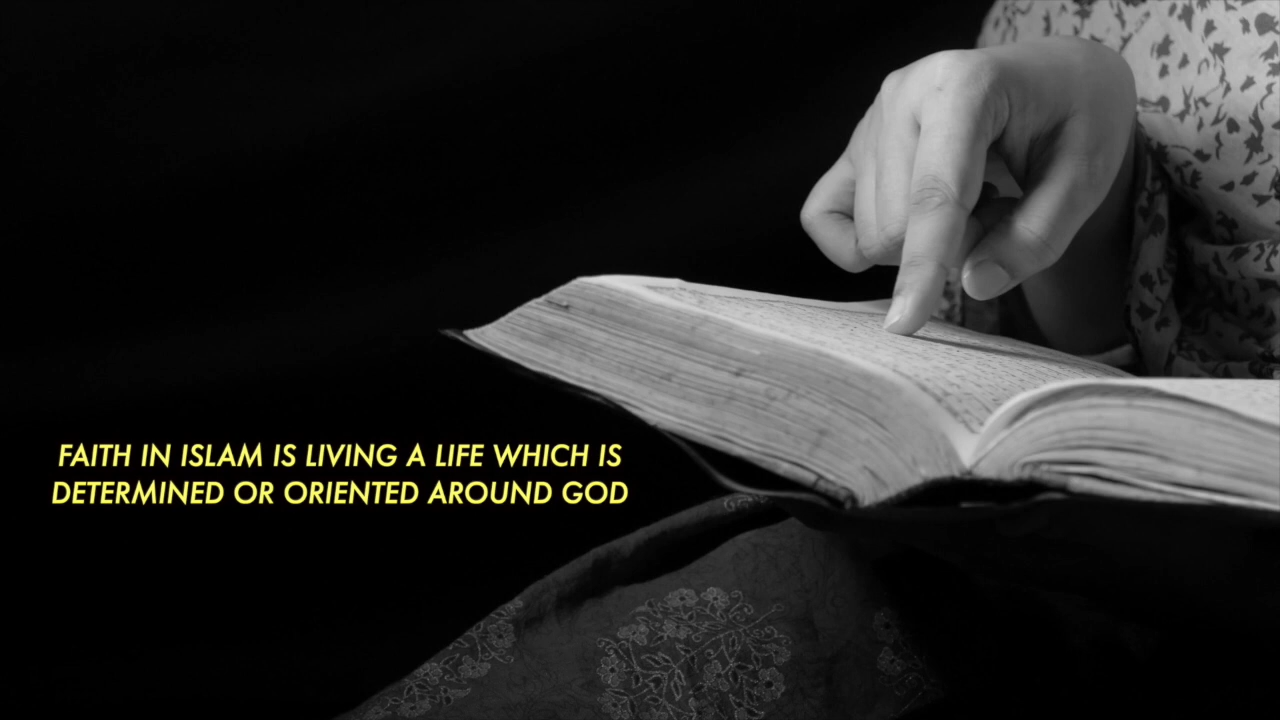 FAITH IN ISLAM IS LIVING A LIFE WHICH IS
DETERMINED OR ORIENTED AROUND GOD